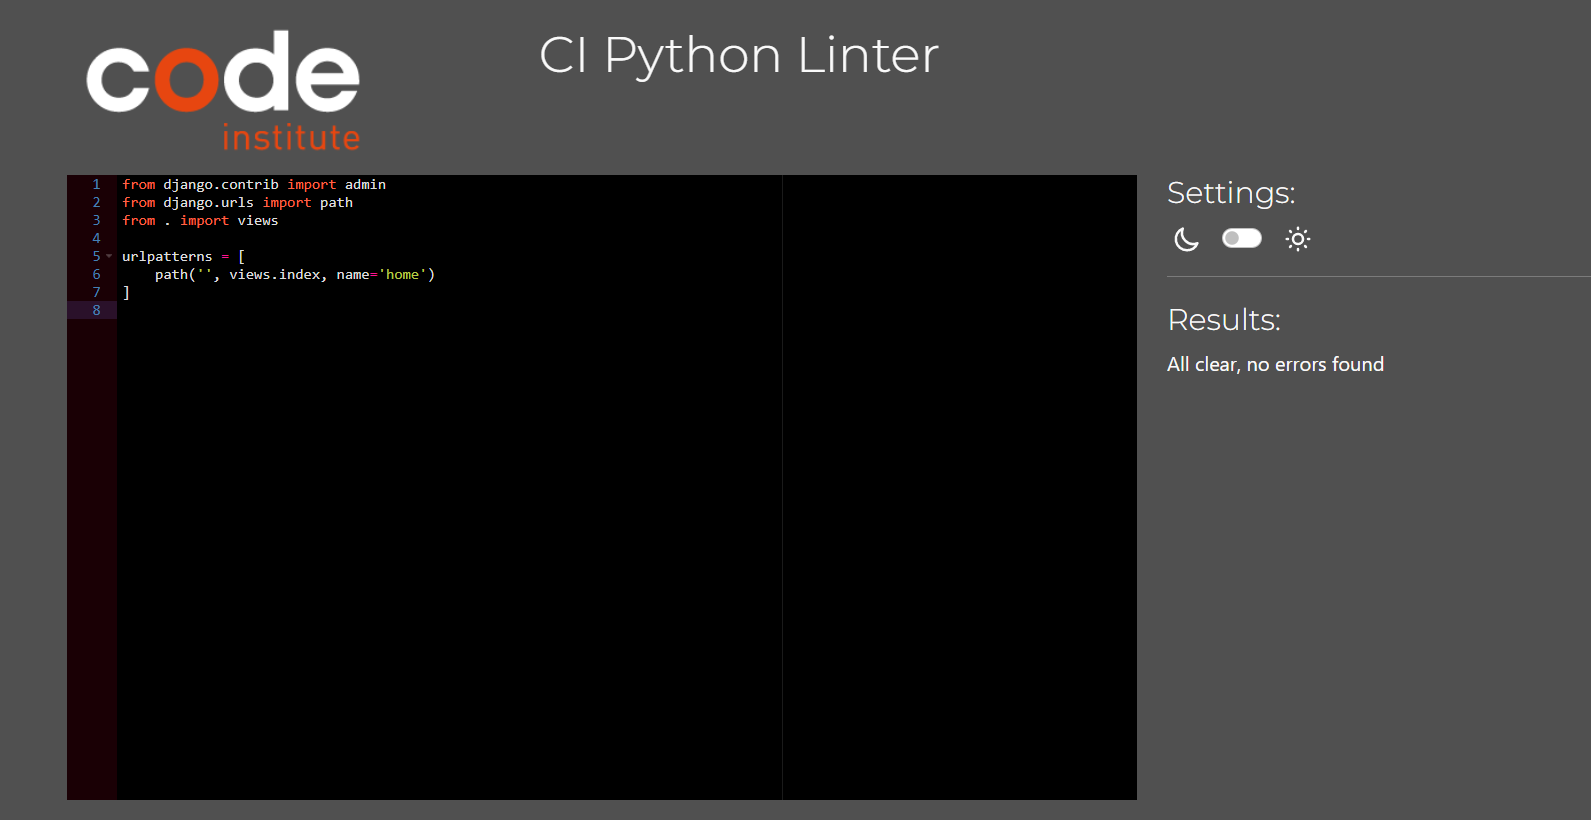 code
institute
CI Python Linter
1 from django.contrib import admin
2 from django.urls import path
3 from . import views
4
5 urlpatterns = [
6     path('', views.index, name='home')
7 ]
8
Settings:
Results:
All clear, no errors found